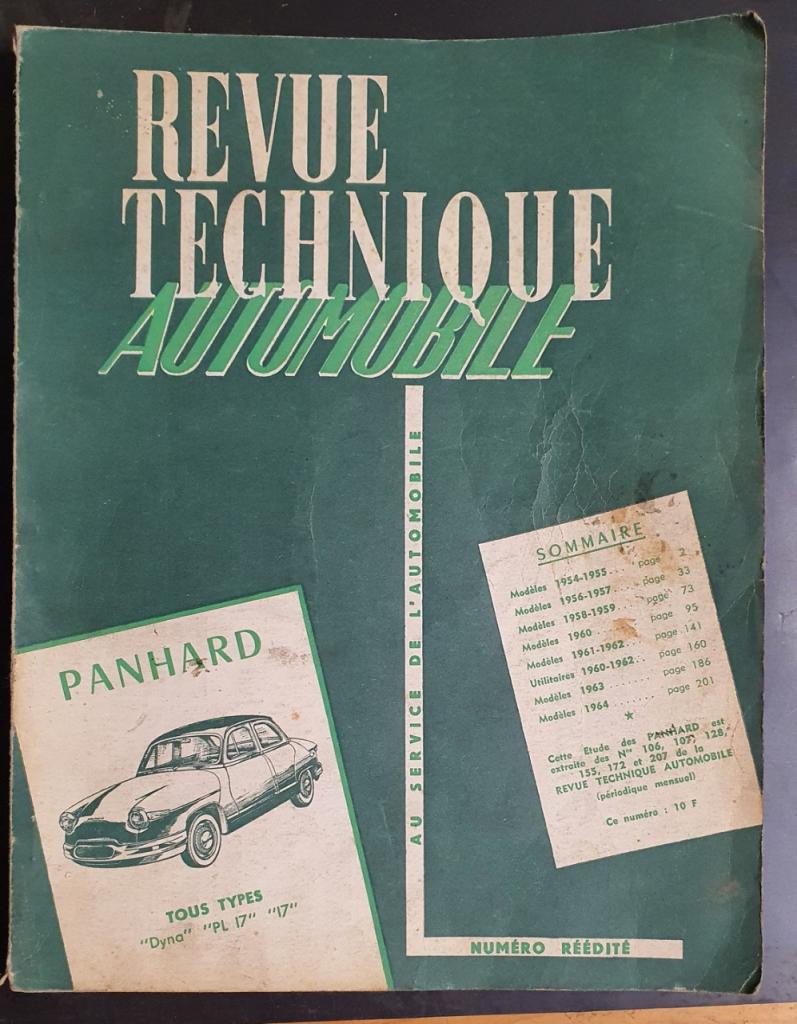 REVUE
TECHNIQUE
AUTOMOBILE
AU SERVICE DE L'AUTOMOBILE
SOMMAIRE
Modèles 1954-1955... page 2
Modèles 1956-1957... page 33
Modèles 1958-1959....... page 73
Modèles 1960 ........... page 95
Modèles 1961-1962... page 141
Utilitaires 1960-1962.. page 160
Modèles 1963 ........ page 186
Modèles 1964 ........ page 201
★
Cette Etude des PANHARD est
extraite des Nos 106, 107, 128,
155, 172 et 207 de la
REVUE TECHNIQUE AUTOMOBILE
(périodique mensuel)
Ce numéro : 10 F
PANHARD
TOUS TYPES
"Dyna" "PL 17" "17"
NUMÉRO RÉÉDITÉ